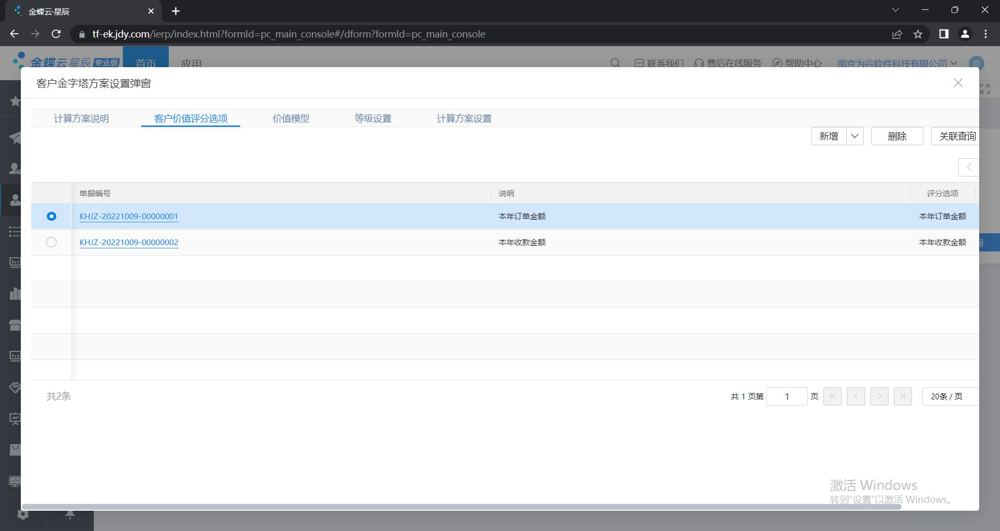 金蝶云·星辰
tf-ek.jdy.com/ierp/index.html?formId=pc_main_console#/dform?formId=pc_main_console
金蝶云 星辰 专业版 首页 应用 联系我们 售后在线服务 帮助中心 南京为谷软件科技有限公司 陌
客户金字塔方案设置弹窗
计算方案说明 客户价值评分选项 价值模型 等级设置 计算方案设置
新增 删除 关联查询
单据编号 说明 评分选项
KHJZ-20221009-00000001 本年订单金额 本年订单金额
KHJZ-20221009-00000002 本年收款金额 本年收款金额
共2条 共 1 页第 1 页 20条 / 页
激活 Windows
转到"设置"以激活 Windows。